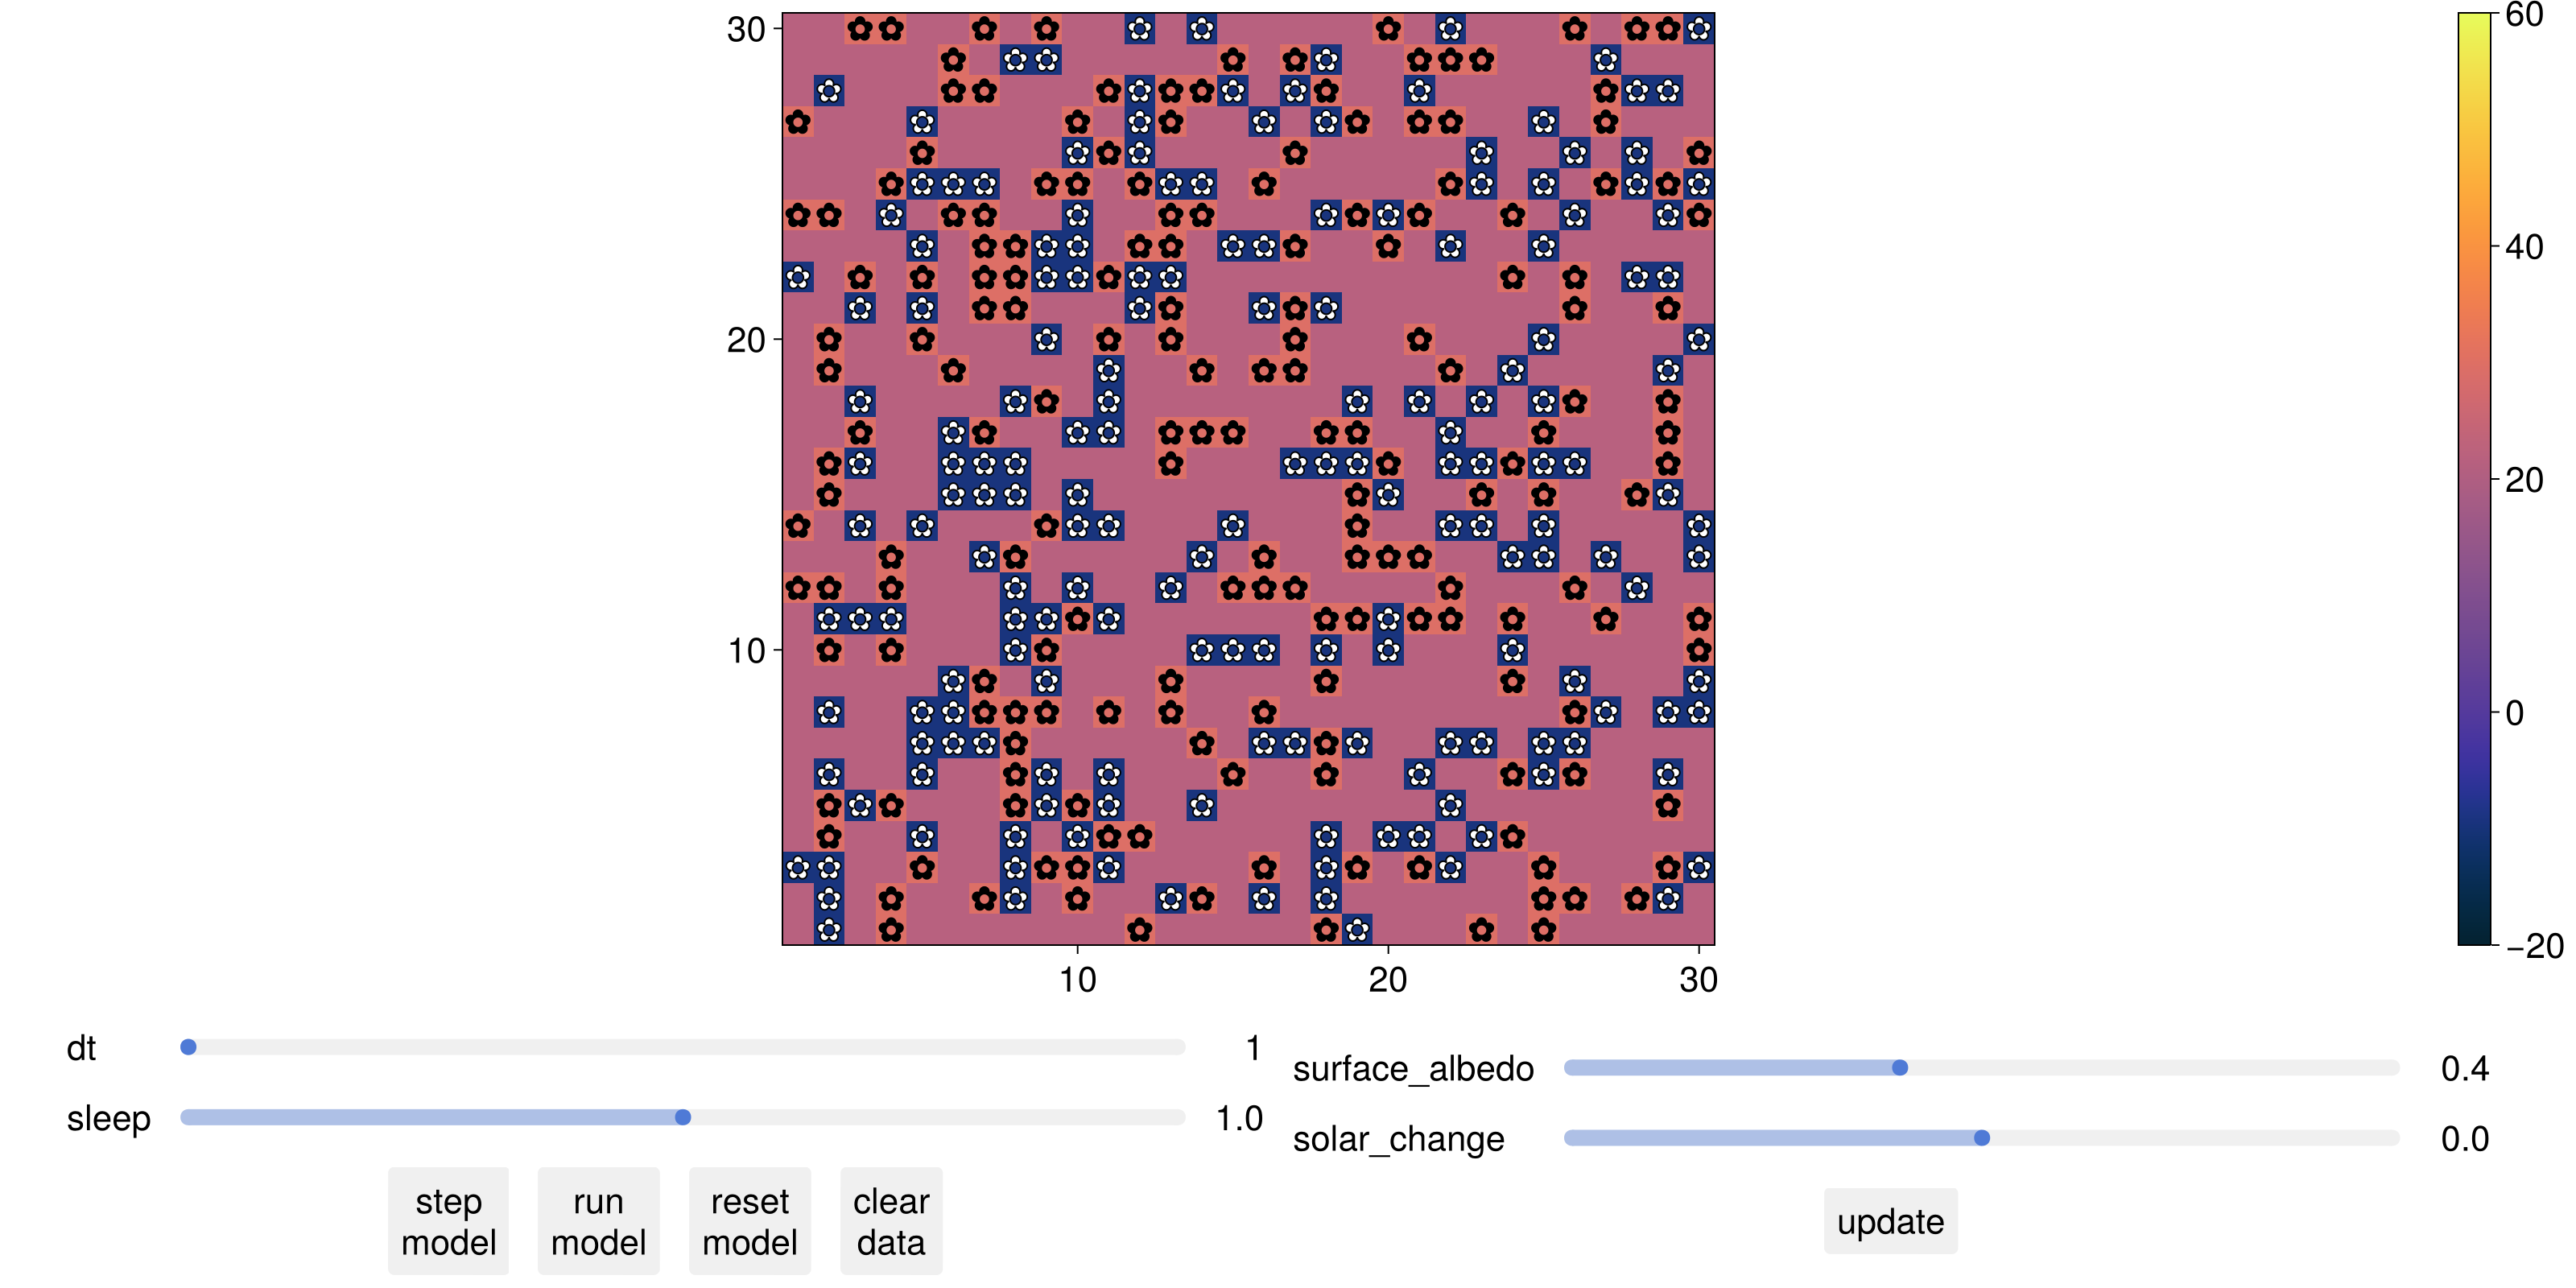 30
20
10
10
20
30
60
40
20
0
−20
dt
1
sleep
1.0
step
model
run
model
reset
model
clear
data
surface_albedo
0.4
solar_change
0.0
update